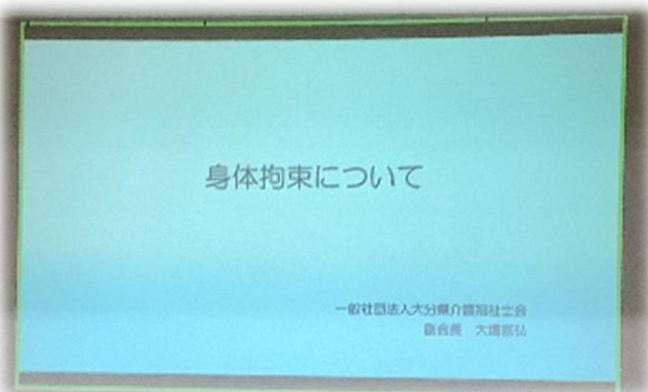 身体拘束について
一般社団法人大分県介護福祉士会
副会長 大